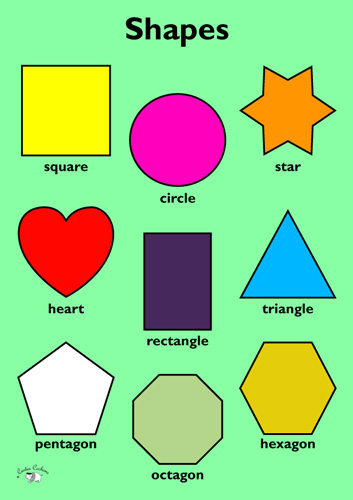 Shapes
square
circle
star
heart
rectangle
triangle
pentagon
octagon
hexagon